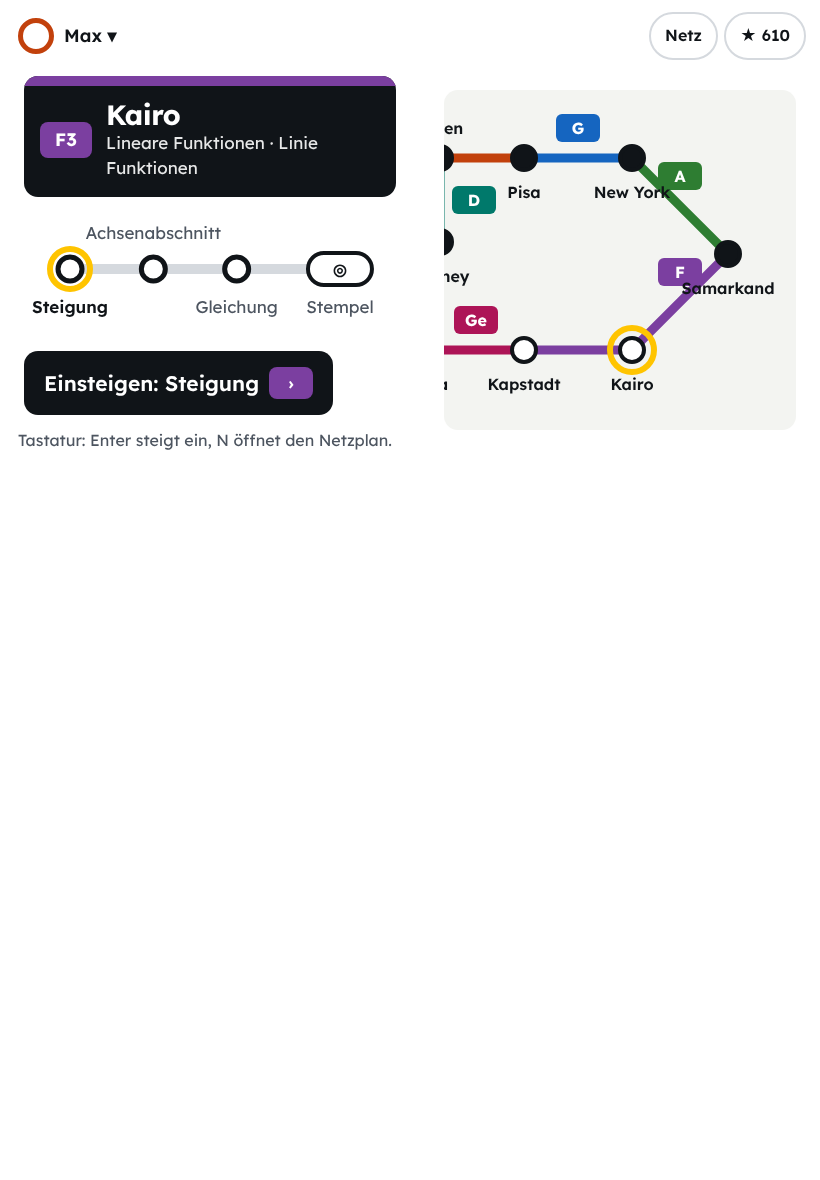 Max ▾
Netz
★ 610
F3
Kairo
Lineare Funktionen · Linie
Funktionen
Achsenabschnitt
◎
Steigung
Gleichung
Stempel
Einsteigen: Steigung ›
Tastatur: Enter steigt ein, N öffnet den Netzplan.
en
G
Pisa
New York
A
D
ney
F
Samarkand
Ge
a
Kapstadt
Kairo